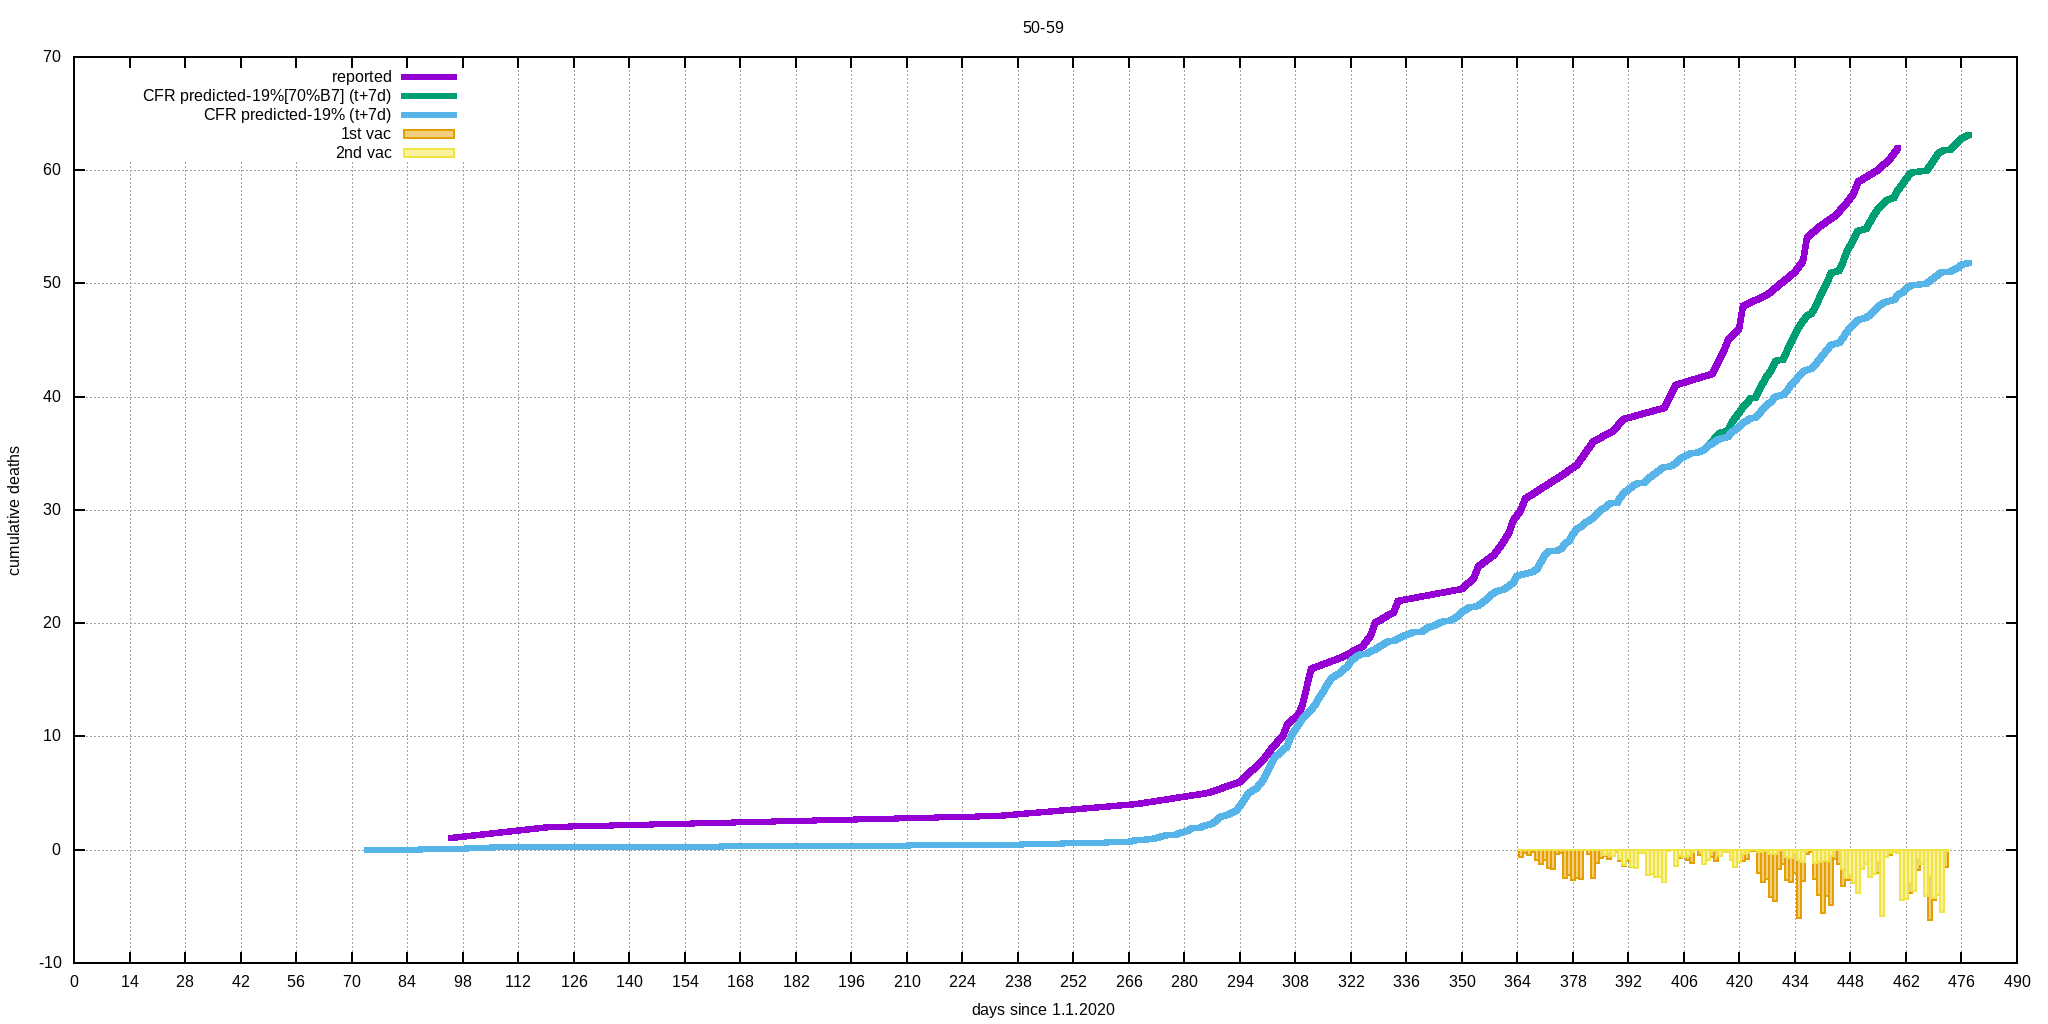 50-59
70
60
50
40
30
20
10
0
-10
cumulative deaths
reported
CFR predicted-19%[70%B7] (t+7d)
CFR predicted-19% (t+7d)
1st vac
2nd vac
0 14 28 42 56 70 84 98 112 126 140 154 168 182 196 210 224 238 252 266 280 294 308 322 336 350 364 378 392 406 420 434 448 462 476 490
days since 1.1.2020